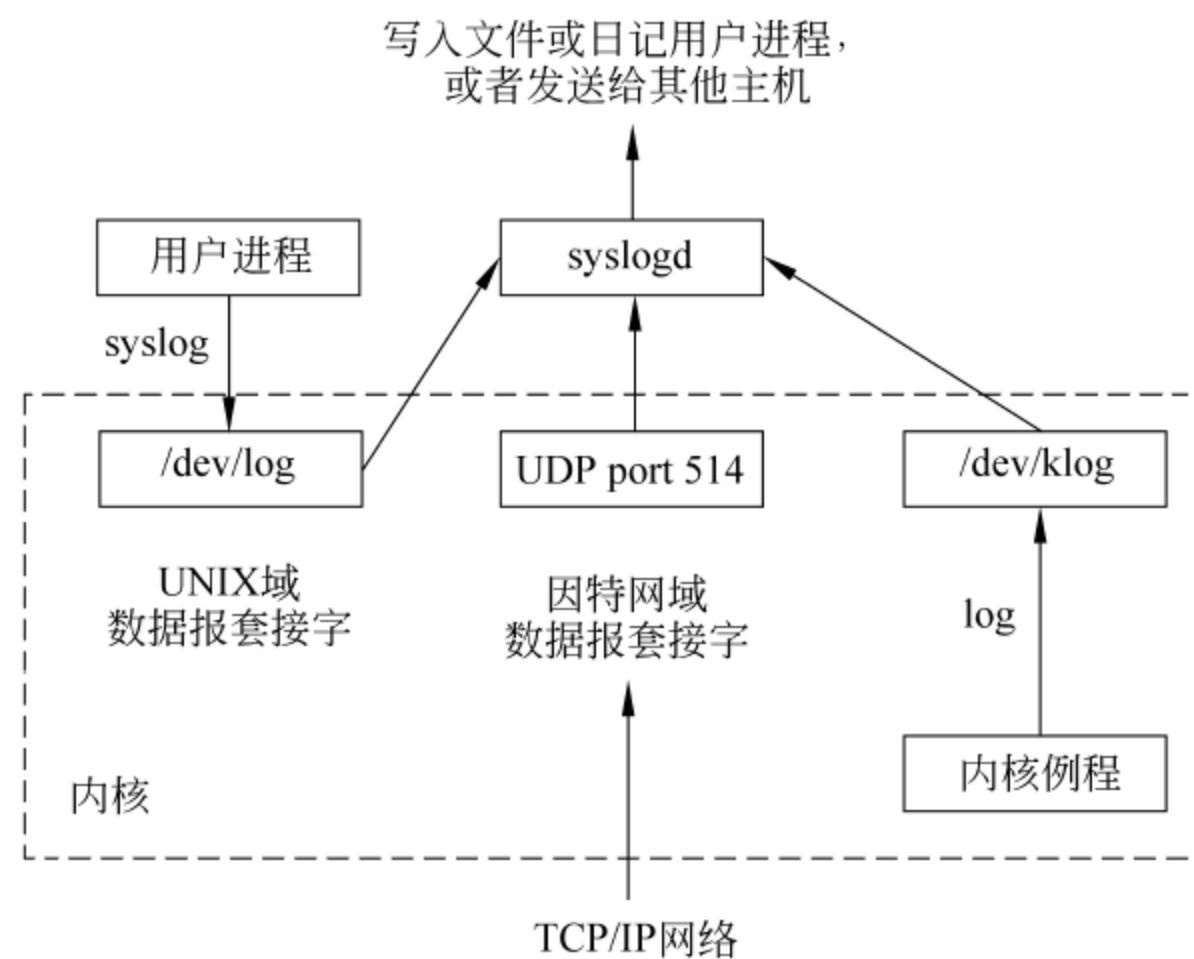 写入文件或日记用户进程，
或者发送给其他主机
用户进程
syslogd
syslog
/dev/log
UDP port 514
/dev/klog
UNIX域
数据报套接字
因特网域
数据报套接字
log
内核
内核例程
TCP/IP网络